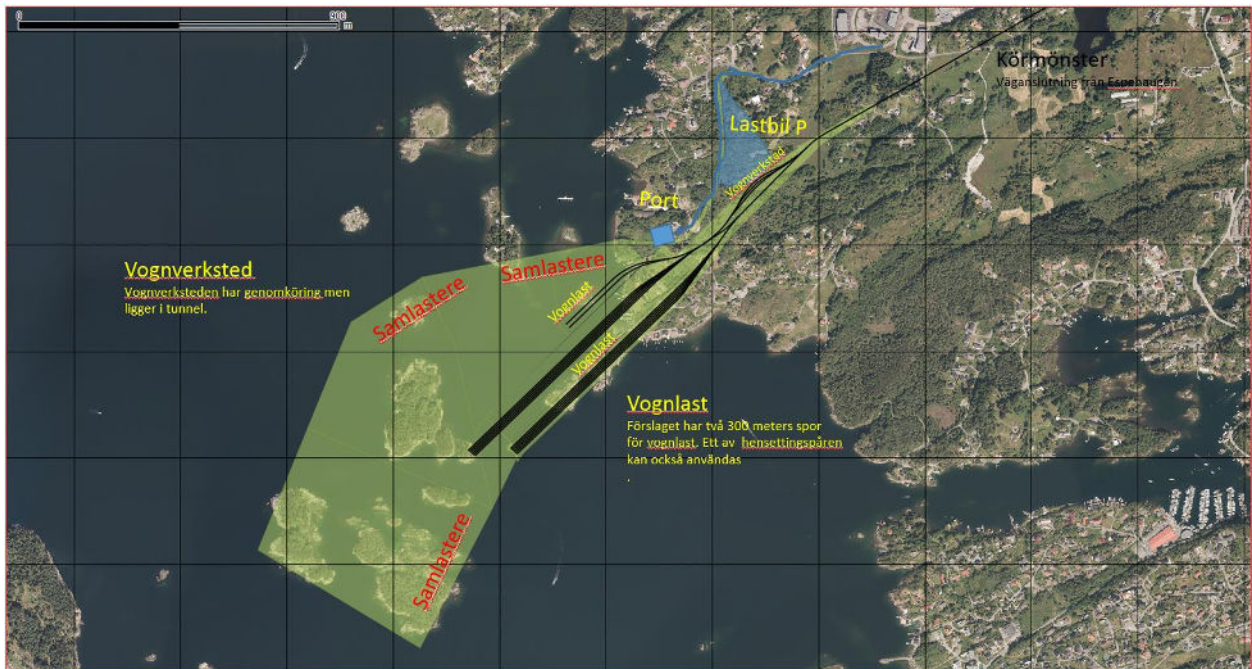 0 900
m
Körmönster
Väganslutning från Espehaugen
Lastbil P
Vognverkstad
Port
Samlastere
Samlastere
Vognverksted
Vognverksteden har genomköring men
ligger i tunnel.
Vognlast
Vognlast
Vognlast
Förslaget har två 300 meters spor
för vognlast. Ett av hensettingspåren
kan också användas
.
Samlastere